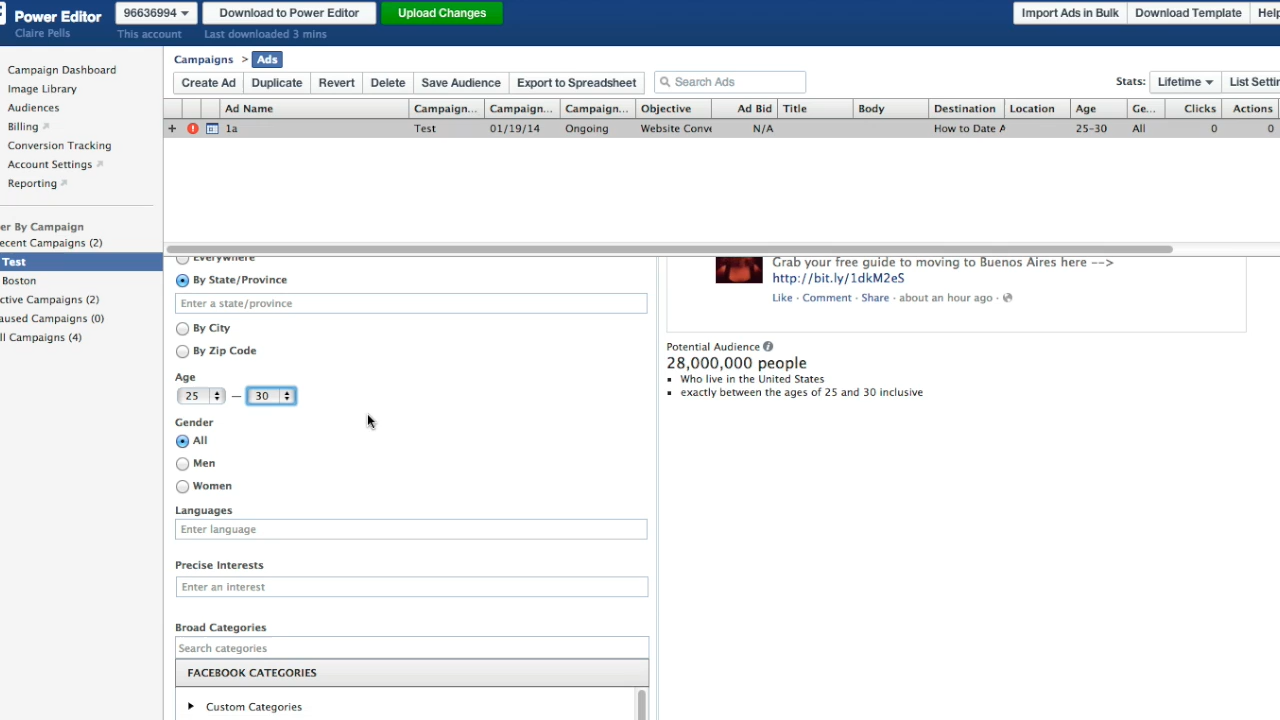 Power Editor
Claire Pells
96636994
This account
Download to Power Editor
Last downloaded 3 mins
Upload Changes
Import Ads in Bulk
Download Template
Help
Campaign Dashboard
Image Library
Audiences
Billing
Conversion Tracking
Account Settings
Reporting
er By Campaign
ecent Campaigns (2)
Test
Boston
ctive Campaigns (2)
aused Campaigns (0)
ll Campaigns (4)
Campaigns > Ads
Create Ad Duplicate Revert Delete Save Audience Export to Spreadsheet Search Ads Stats: Lifetime List Settin
Ad Name Campaign... Campaign... Campaign... Objective Ad Bid Title Body Destination Location Age Ge... Clicks Actions
1a Test 01/19/14 Ongoing Website Conve N/A How to Date A 25-30 All 0 0
Everywhere
By State/Province
Enter a state/province
By City
By Zip Code
Age
25 — 30
Gender
All
Men
Women
Languages
Enter language
Precise Interests
Enter an interest
Broad Categories
Search categories
FACEBOOK CATEGORIES
Custom Categories
Grab your free guide to moving to Buenos Aires here -->
http://bit.ly/1dkM2eS
Like · Comment · Share · about an hour ago ·
Potential Audience
28,000,000 people
Who live in the United States
exactly between the ages of 25 and 30 inclusive